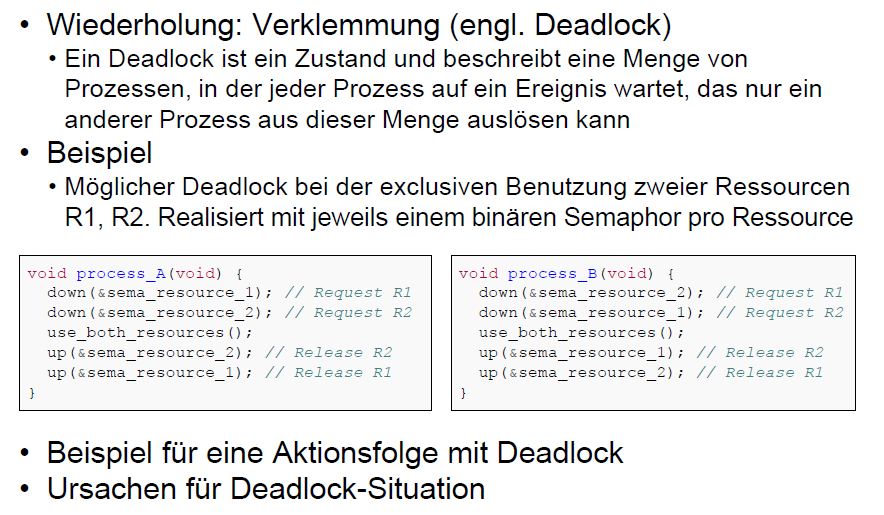 • Wiederholung: Verklemmung (engl. Deadlock)
• Ein Deadlock ist ein Zustand und beschreibt eine Menge von
Prozessen, in der jeder Prozess auf ein Ereignis wartet, das nur ein
anderer Prozess aus dieser Menge auslösen kann
• Beispiel
• Möglicher Deadlock bei der exclusiven Benutzung zweier Ressourcen
R1, R2. Realisiert mit jeweils einem binären Semaphor pro Ressource
void process_A(void) {
down(&sema_resource_1); // Request R1
down(&sema_resource_2); // Request R2
use_both_resources();
up(&sema_resource_2); // Release R2
up(&sema_resource_1); // Release R1
}
void process_B(void) {
down(&sema_resource_2); // Request R1
down(&sema_resource_1); // Request R2
use_both_resources();
up(&sema_resource_1); // Release R2
up(&sema_resource_2); // Release R1
}
• Beispiel für eine Aktionsfolge mit Deadlock
• Ursachen für Deadlock-Situation